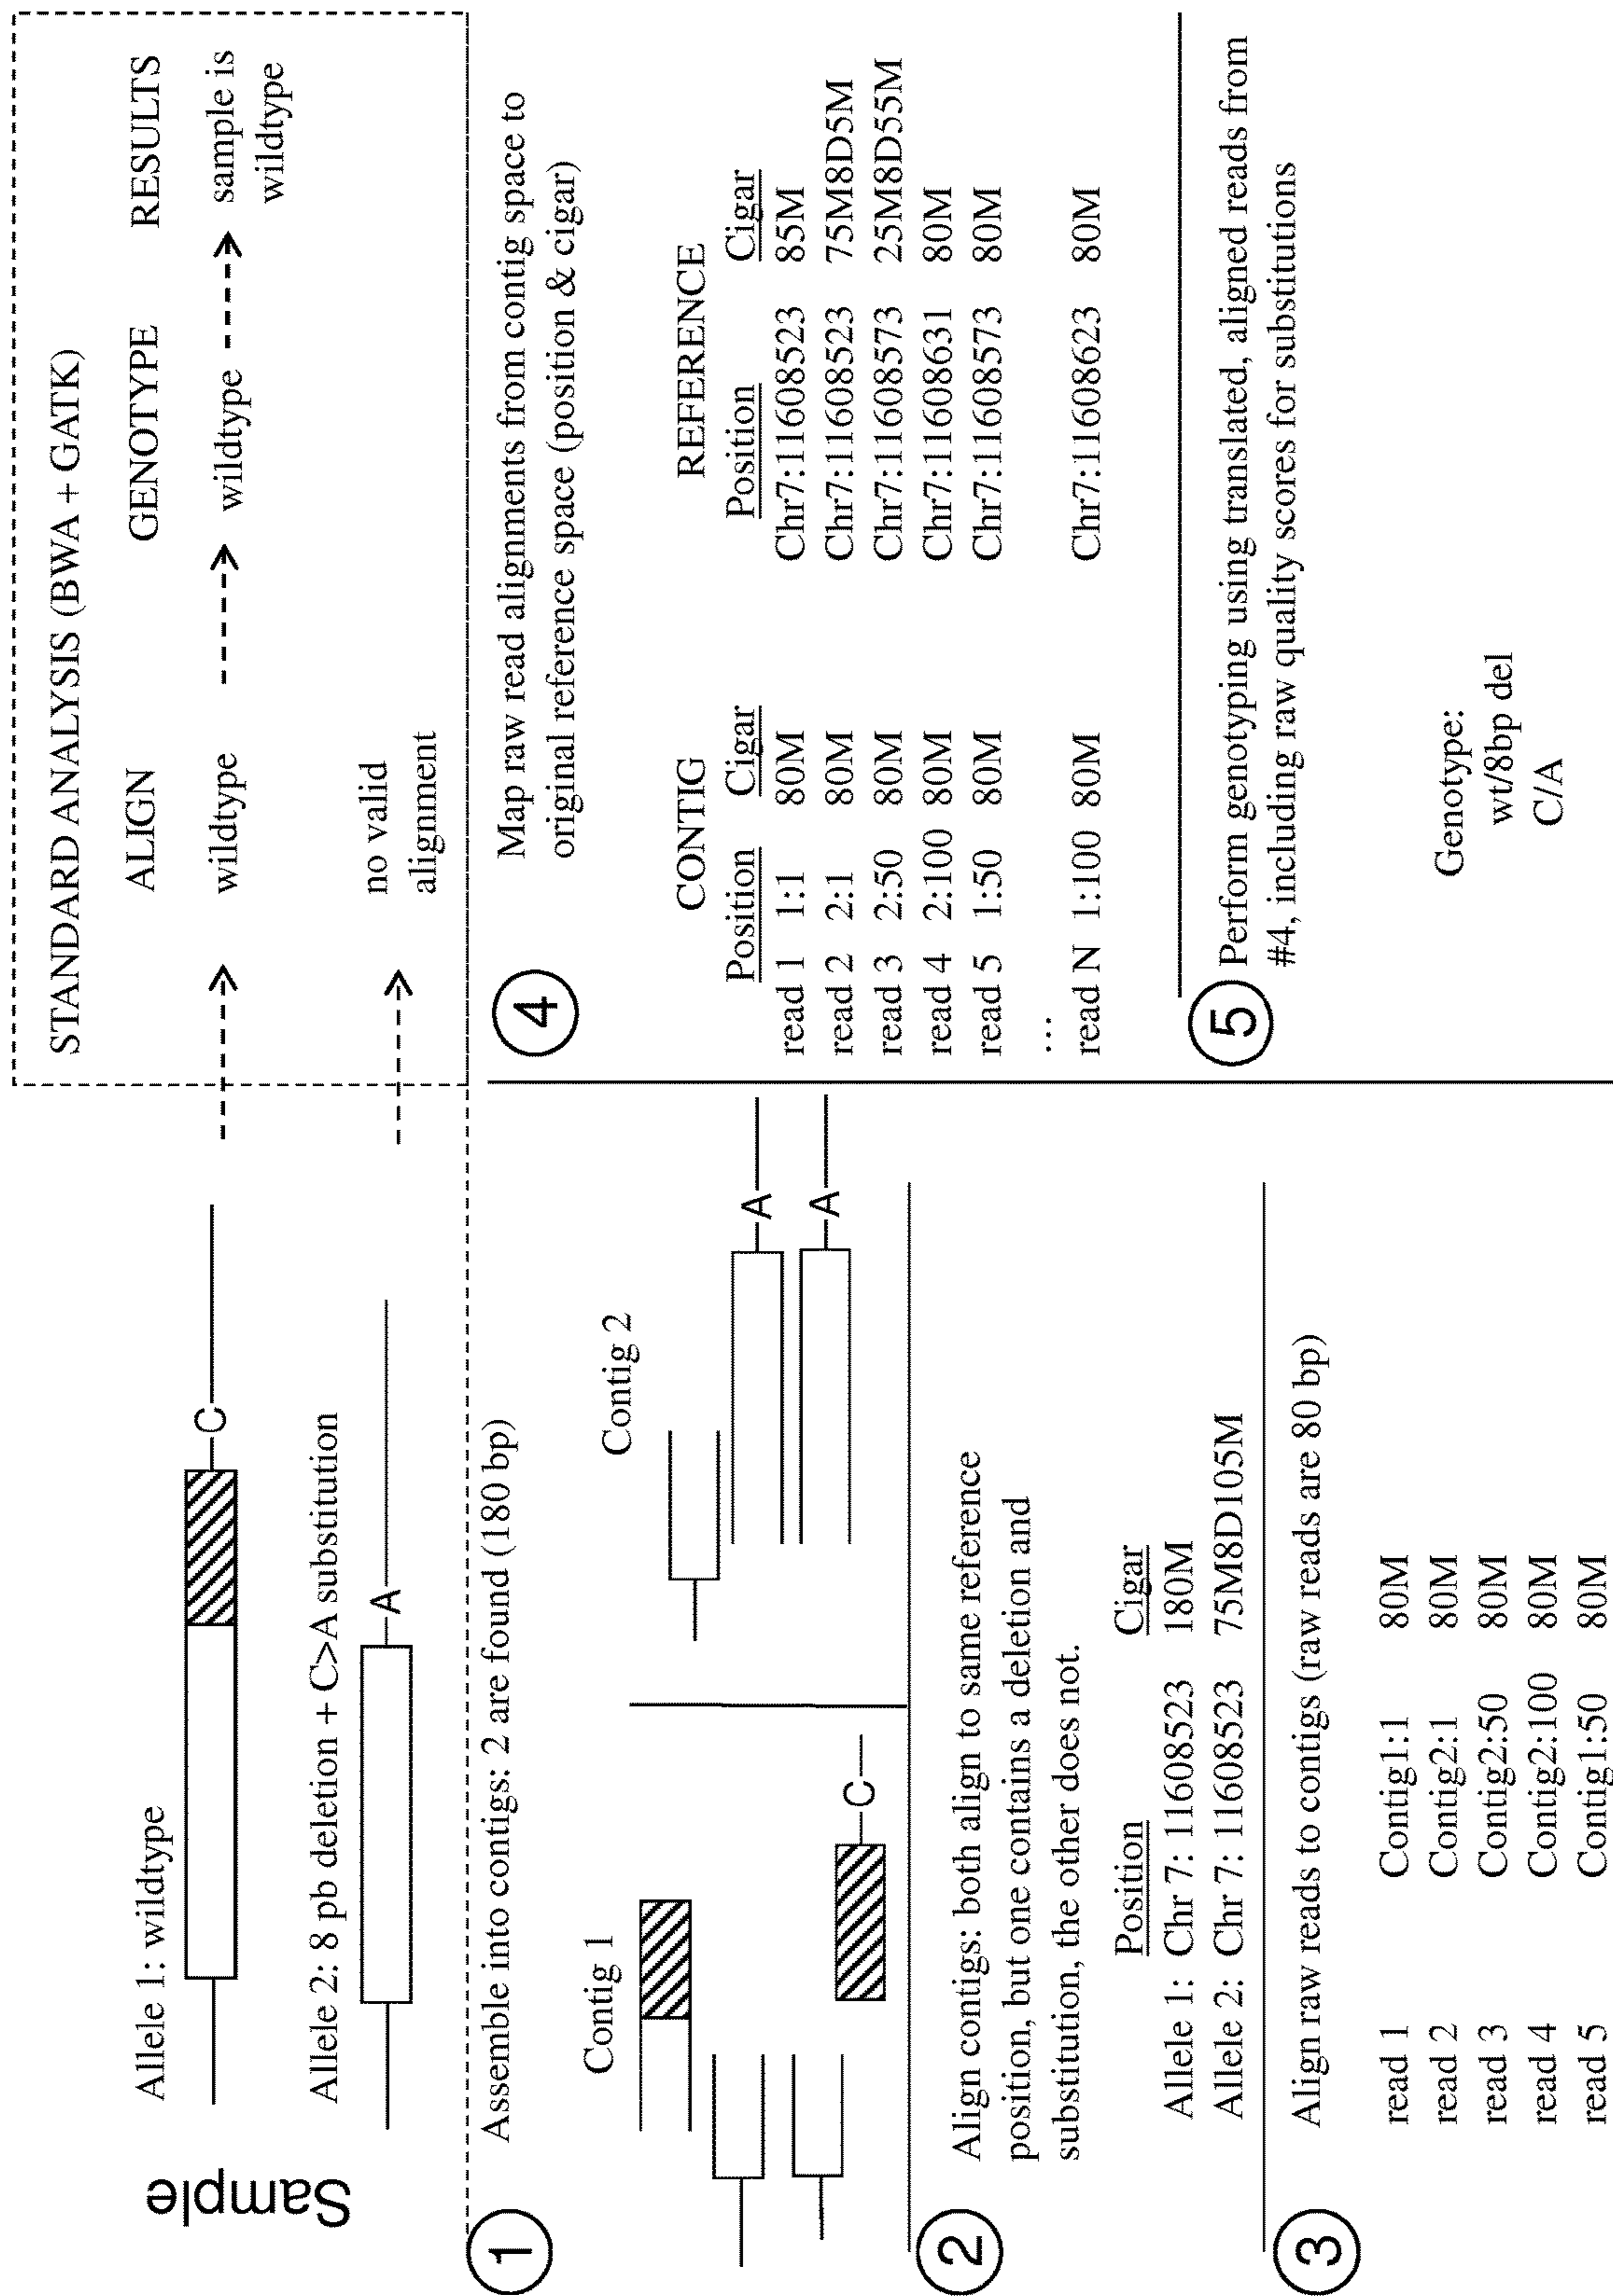 Sample
Allele 1: wildtype
C
Allele 2: 8 pb deletion + C>A substitution
A
STANDARD ANALYSIS (BWA + GATK)
ALIGN GENOTYPE RESULTS
wildtype wildtype sample is
wildtype
no valid
alignment
1 Assemble into contigs: 2 are found (180 bp)
Contig 1
C
Contig 2
A
A
2 Align contigs: both align to same reference
position, but one contains a deletion and
substitution, the other does not.
Position Cigar
Allele 1: Chr 7: 11608523 180M
Allele 2: Chr 7: 11608523 75M8D105M
3 Align raw reads to contigs (raw reads are 80 bp)
read 1 Contig1:1 80M
read 2 Contig2:1 80M
read 3 Contig2:50 80M
read 4 Contig2:100 80M
read 5 Contig1:50 80M
4 Map raw read alignments from contig space to
original reference space (position & cigar)
CONTIG REFERENCE
Position Cigar Position Cigar
read 1 1:1 80M Chr7:11608523 85M
read 2 2:1 80M Chr7:11608523 75M8D5M
read 3 2:50 80M Chr7:11608573 25M8D55M
read 4 2:100 80M Chr7:11608631 80M
read 5 1:50 80M Chr7:11608573 80M
...
read N 1:100 80M Chr7:11608623 80M
5 Perform genotyping using translated, aligned reads from
#4, including raw quality scores for substitutions
Genotype:
wt/8bp del
C/A